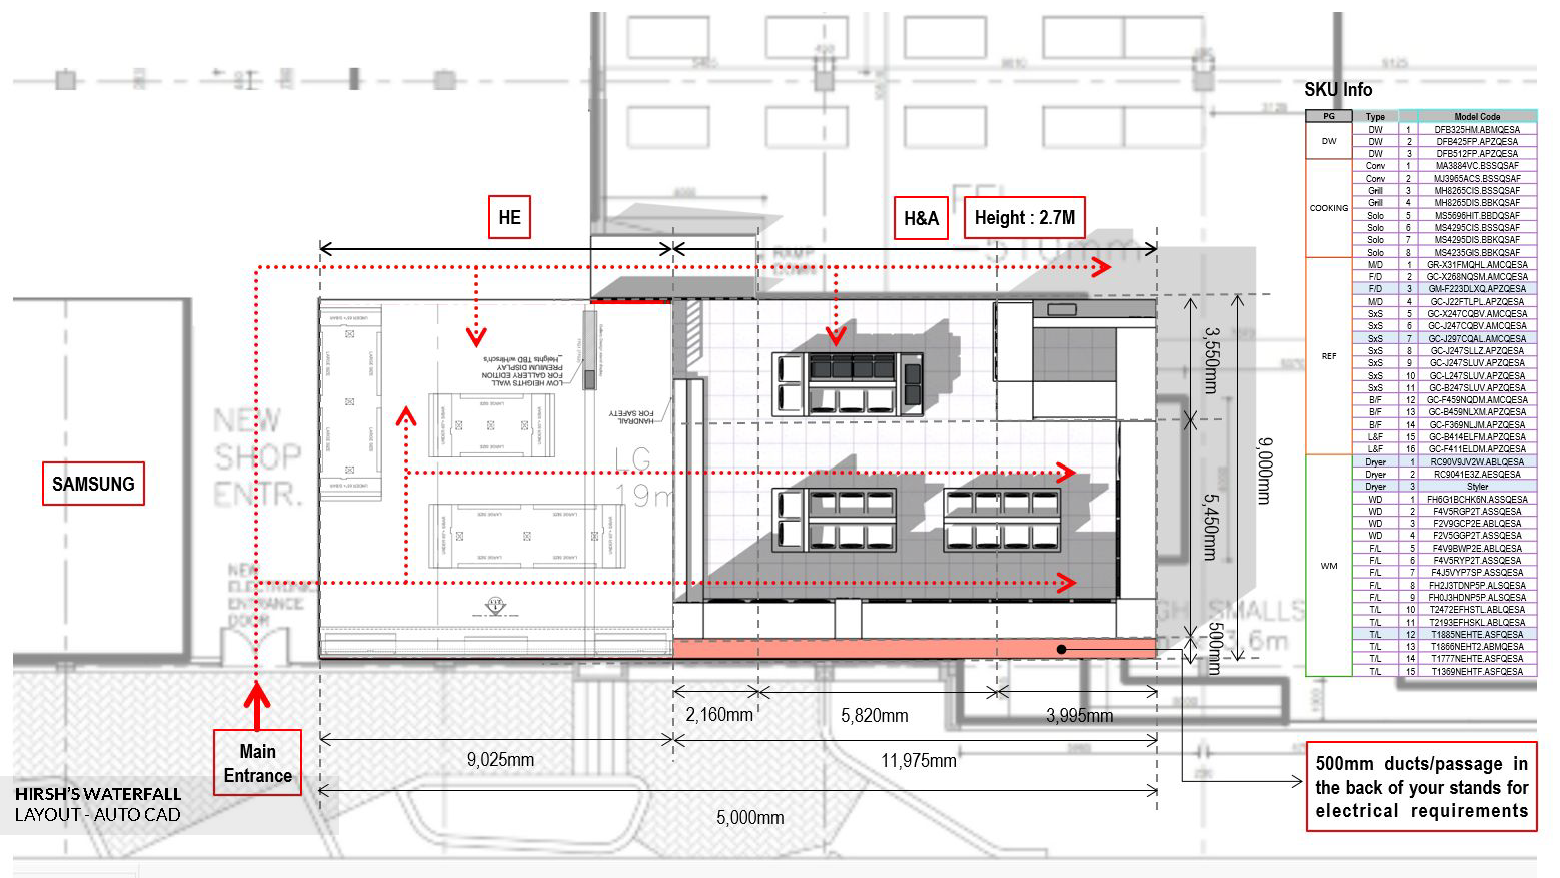 SKU Info
PG Type Model Code
DW
DW 1 DFB325HM.ABMQESA
DW 2 DFB425FP.APZQESA
DW 3 DFB512FP.APZQESA
COOKING
Conv 1 MA3884VC.BSSQSAF
Conv 2 MJ3965ACS.BSSQSAF
Grill 3 MH8265CIS.BSSQSAF
Grill 4 MH8265DIS.BBKQSAF
Solo 5 MS5696HIT.BBDQSAF
Solo 6 MS4295CIS.BSSQSAF
Solo 7 MS4295DIS.BBKQSAF
Solo 8 MS4235GIS.BBKQSAF
REF
M/D 1 GR-X31FMQHL.AMCQESA
F/D 2 GC-X268NQSM.AMCQESA
F/D 3 GM-F223DLXQ.APZQESA
M/D 4 GC-J22FTLPL.APZQESA
SxS 5 GC-X247CQBV.AMCQESA
SxS 6 GC-J247CQBV.AMCQESA
SxS 7 GC-J297CQAL.AMCQESA
SxS 8 GC-J247SLLZ.APZQESA
SxS 9 GC-J247SLUV.APZQESA
SxS 10 GC-L247SLUV.APZQESA
SxS 11 GC-B247SLUV.APZQESA
B/F 12 GC-F459NQDM.AMCQESA
B/F 13 GC-B459NLXM.APZQESA
B/F 14 GC-F369NLJM.APZQESA
L&F 15 GC-B414ELFM.APZQESA
L&F 16 GC-F411ELDM.APZQESA
WM
Dryer 1 RC90V9JV2W.ABLQESA
Dryer 2 RC9041E3Z.AESQESA
Dryer 3 Styler
WD 1 FH6G1BCHK6N.ASSQESA
WD 2 F4V5RGP2T.ASSQESA
WD 3 F2V9GCP2E.ABLQESA
WD 4 F2V5GGP2T.ASSQESA
F/L 5 F4V9BWP2E.ABLQESA
F/L 6 F4V5RYP2T.ASSQESA
F/L 7 F4J5VYP7SP.ASSQESA
F/L 8 FH2J3TDNP5P.ALSQESA
F/L 9 FH0J3HDNP5P.ALSQESA
T/L 10 T2472EFHSTL.ABLQESA
T/L 11 T2193EFHSKL.ABLQESA
T/L 12 T1885NEHTE.ASFQESA
T/L 13 T1866NEHT2.ABMQESA
T/L 14 T1777NEHTE.ASFQESA
T/L 15 T1369NEHTF.ASFQESA
HE
H&A
Height : 2.7M
SAMSUNG
NEW
SHOP
ENTR.
NEW
ELECTRONIC
ENTRANCE
DOOR
LOW HEIGHTS WALL
FOR GALLERY EDITION
PREMIUM DISPLAY
_Heights TBD w/Hirsch's
HANDRAIL
FOR SAFETY
LG
19m
3,550mm
5,450mm
500mm
9,000mm
SMALLS
3.6m
2,160mm
5,820mm
3,995mm
9,025mm
11,975mm
5,000mm
Main
Entrance
HIRSH'S WATERFALL
LAYOUT - AUTO CAD
500mm ducts/passage in
the back of your stands for
electrical requirements